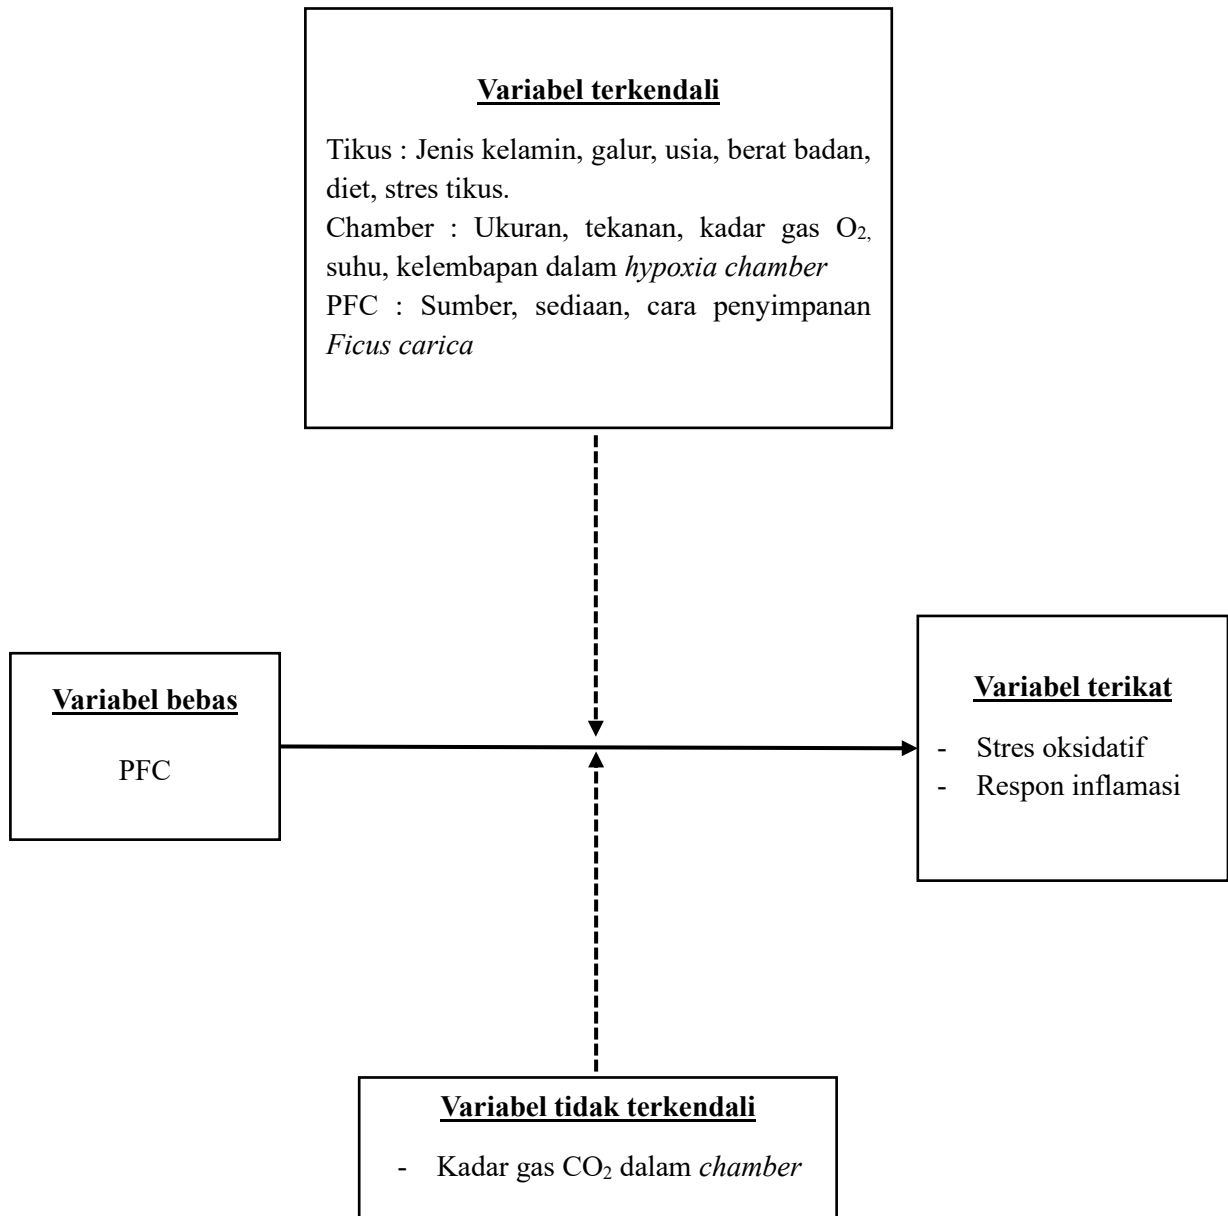 Variabel terkendali
Tikus : Jenis kelamin, galur, usia, berat badan,
diet, stres tikus.
Chamber : Ukuran, tekanan, kadar gas O₂,
suhu, kelembapan dalam hypoxia chamber
PFC : Sumber, sediaan, cara penyimpanan
Ficus carica
Variabel bebas
PFC
Variabel terikat
- Stres oksidatif
- Respon inflamasi
Variabel tidak terkendali
- Kadar gas CO₂ dalam chamber